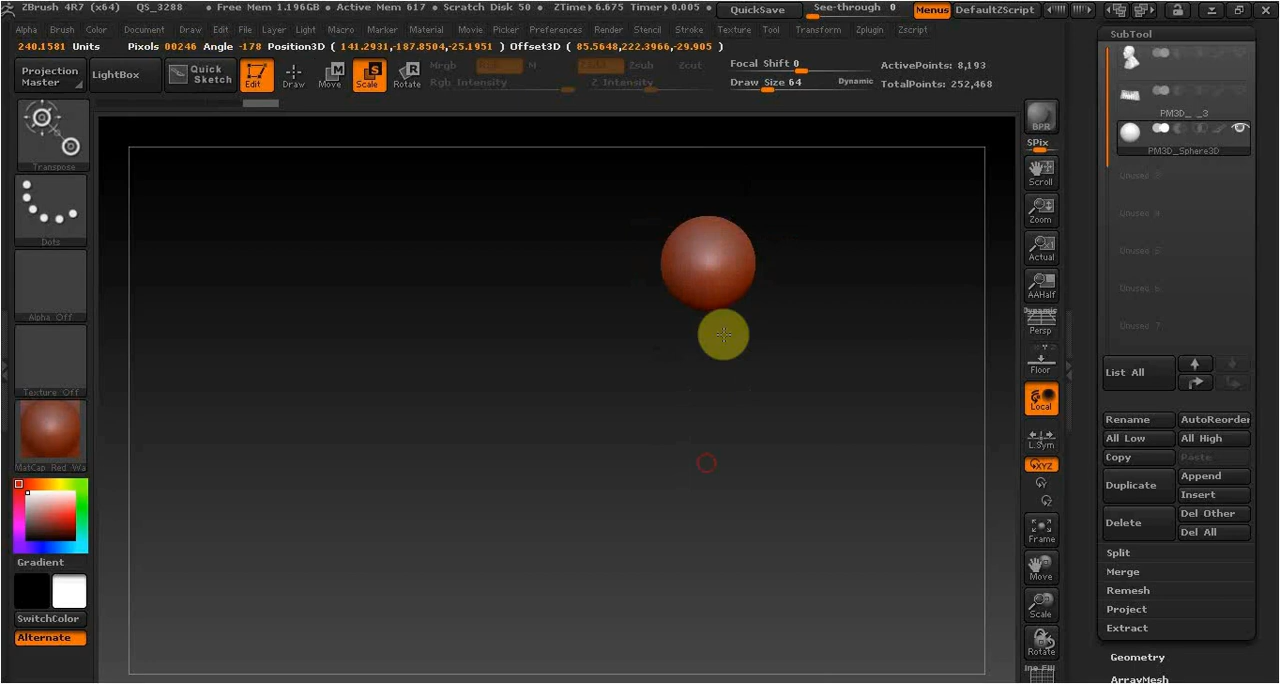 ZBrush 4R7 (x64) QS_3288 • Free Mem 1.196GB • Active Mem 617 • Scratch Disk 50 • ZTime▸6.675 Timer▸0.005 QuickSave See-through 0 Menus DefaultZScript
Alpha Brush Color Document Draw Edit File Layer Light Macro Marker Material Movie Picker Preferences Render Stencil Stroke Texture Tool Transform Zplugin Zscript
240.1581 Units Pixols 00246 Angle -178 Position3D ( 141.2931,-187.8504,-25.1951 ) Offset3D ( 85.5648,222.3966,-29.905 )
Projection Master
LightBox
Quick Sketch
Edit
Draw
Move
Scale
Rotate
Mrgb M Zsub Zcut
Rgb Intensity Z Intensity
Focal Shift 0
Draw Size 64 Dynamic
ActivePoints: 8,193
TotalPoints: 252,468
Transpose
Dots
Alpha Off
Texture Off
MatCap Red Wa
Gradient
SwitchColor
Alternate
BPR
SPix
Scroll
Zoom
Actual
AAHalf
Dynamic
Persp
Floor
Local
L.Sym
XYZ
Frame
Move
Scale
Rotate
Line Fill
SubTool
PM3D_ _3
PM3D_Sphere3D_
Unused 3
Unused 4
Unused 5
Unused 6
Unused 7
List All
Rename AutoReorder
All Low All High
Copy Paste
Duplicate
Append
Insert
Delete
Del Other
Del All
Split
Merge
Remesh
Project
Extract
Geometry
ArrayMesh